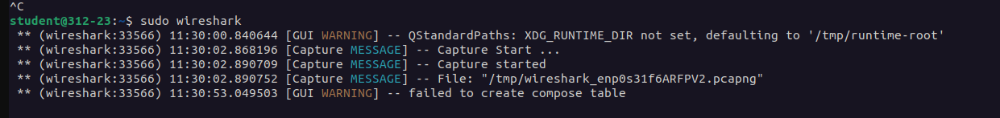 ^C
student@312-23:~$ sudo wireshark
 ** (wireshark:33566) 11:30:00.840644 [GUI WARNING] -- QStandardPaths: XDG_RUNTIME_DIR not set, defaulting to '/tmp/runtime-root'
 ** (wireshark:33566) 11:30:02.868196 [Capture MESSAGE] -- Capture Start ...
 ** (wireshark:33566) 11:30:02.890709 [Capture MESSAGE] -- Capture started
 ** (wireshark:33566) 11:30:02.890752 [Capture MESSAGE] -- File: "/tmp/wireshark_enp0s31f6ARFPV2.pcapng"
 ** (wireshark:33566) 11:30:53.049503 [GUI WARNING] -- failed to create compose table